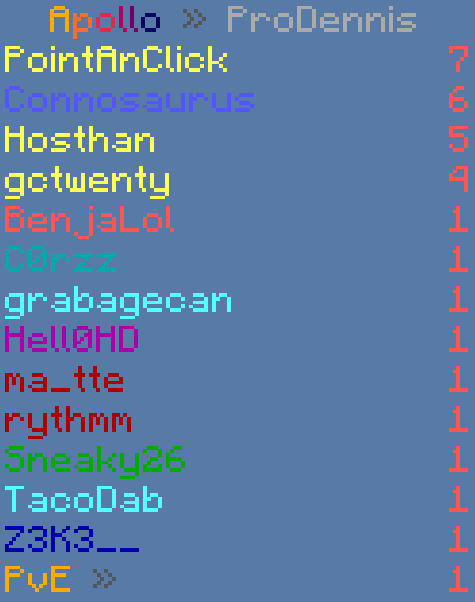 Apollo » ProDennis
PointAnClick 7
Connosaurus 6
Hosthan 5
gctwenty 4
BenjaLol 1
C0rzz 1
grabagecan 1
Hell0HD 1
ma_tte 1
rythmm 1
Sneaky26 1
TacoDab 1
Z3K3__ 1
PvE » 1